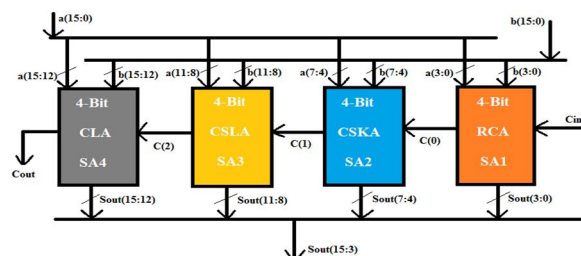 a(15:0)
b(15:0)
a(15:12)
b(15:12)
a(11:8)
b(11:8)
a(7:4)
b(7:4)
a(3:0)
b(3:0)
4-Bit
CLA
SA4
4-Bit
CSLA
SA3
4-Bit
CSKA
SA2
4-Bit
RCA
SA1
Cin
C(2)
C(1)
C(0)
Cout
Sout(15:12)
Sout(11:8)
Sout(7:4)
Sout(3:0)
Sout(15:3)